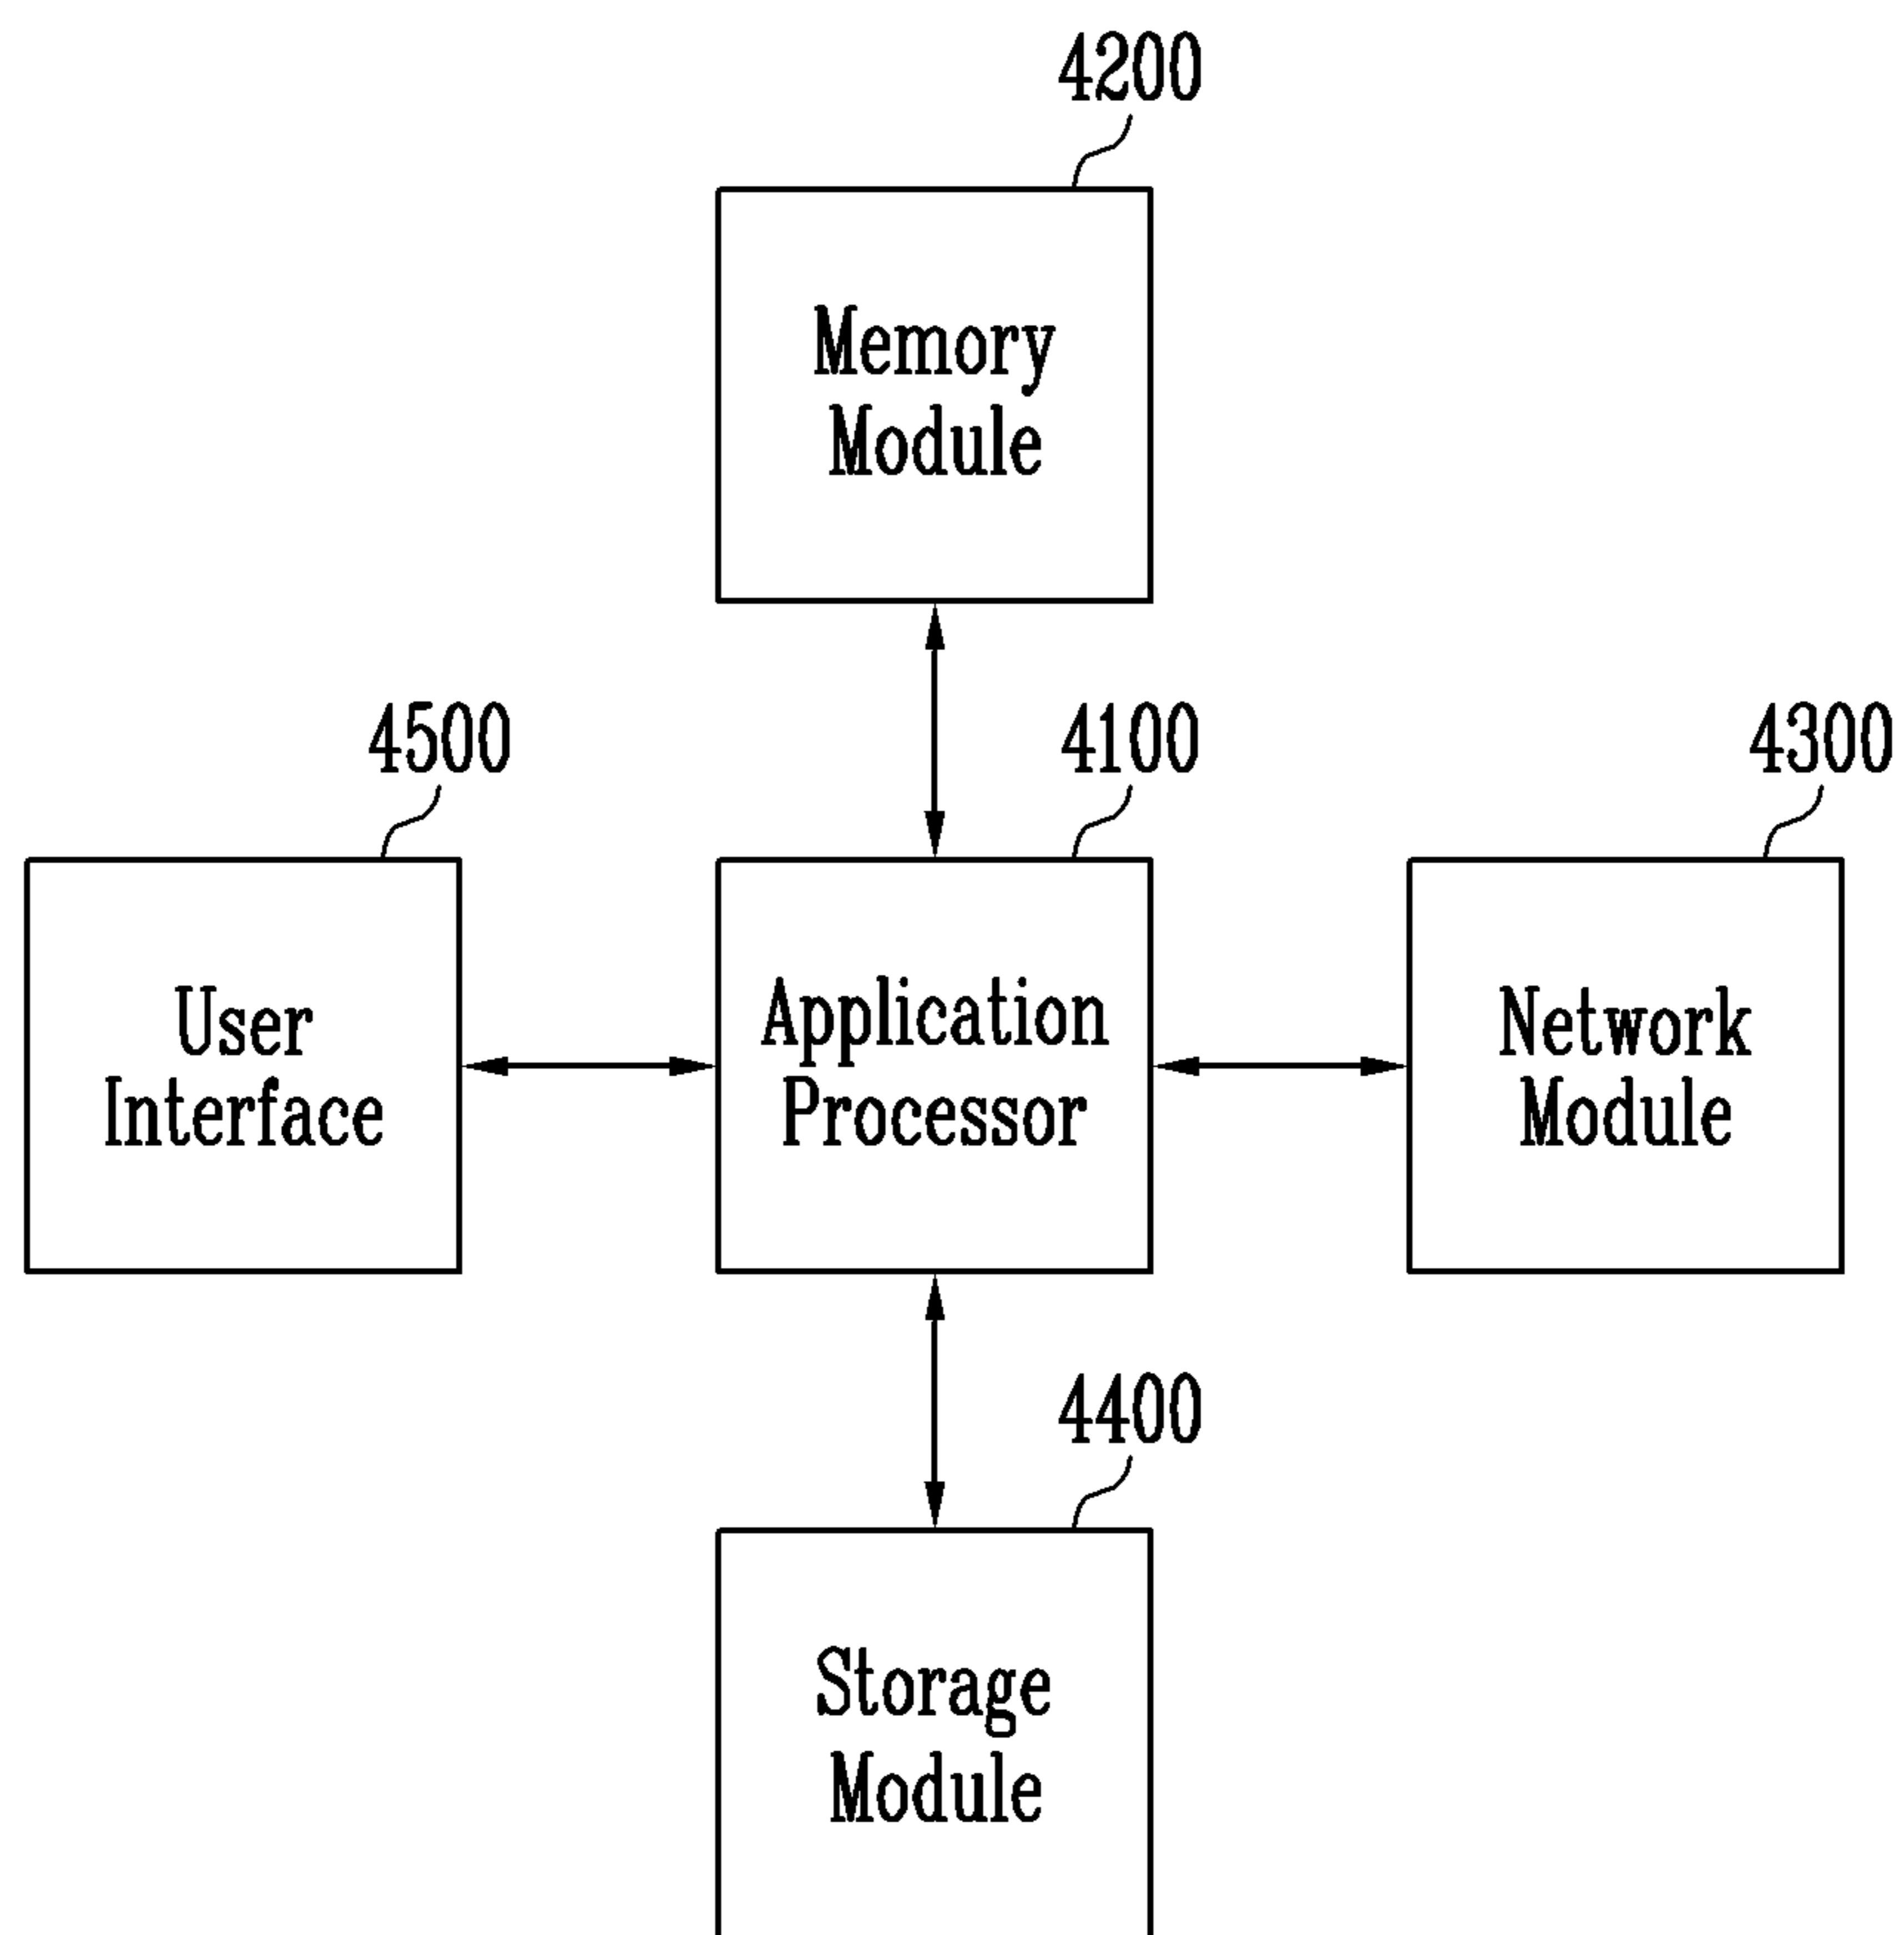 4200
Memory
Module
4500
4100
4300
User
Interface
Application
Processor
Network
Module
4400
Storage
Module